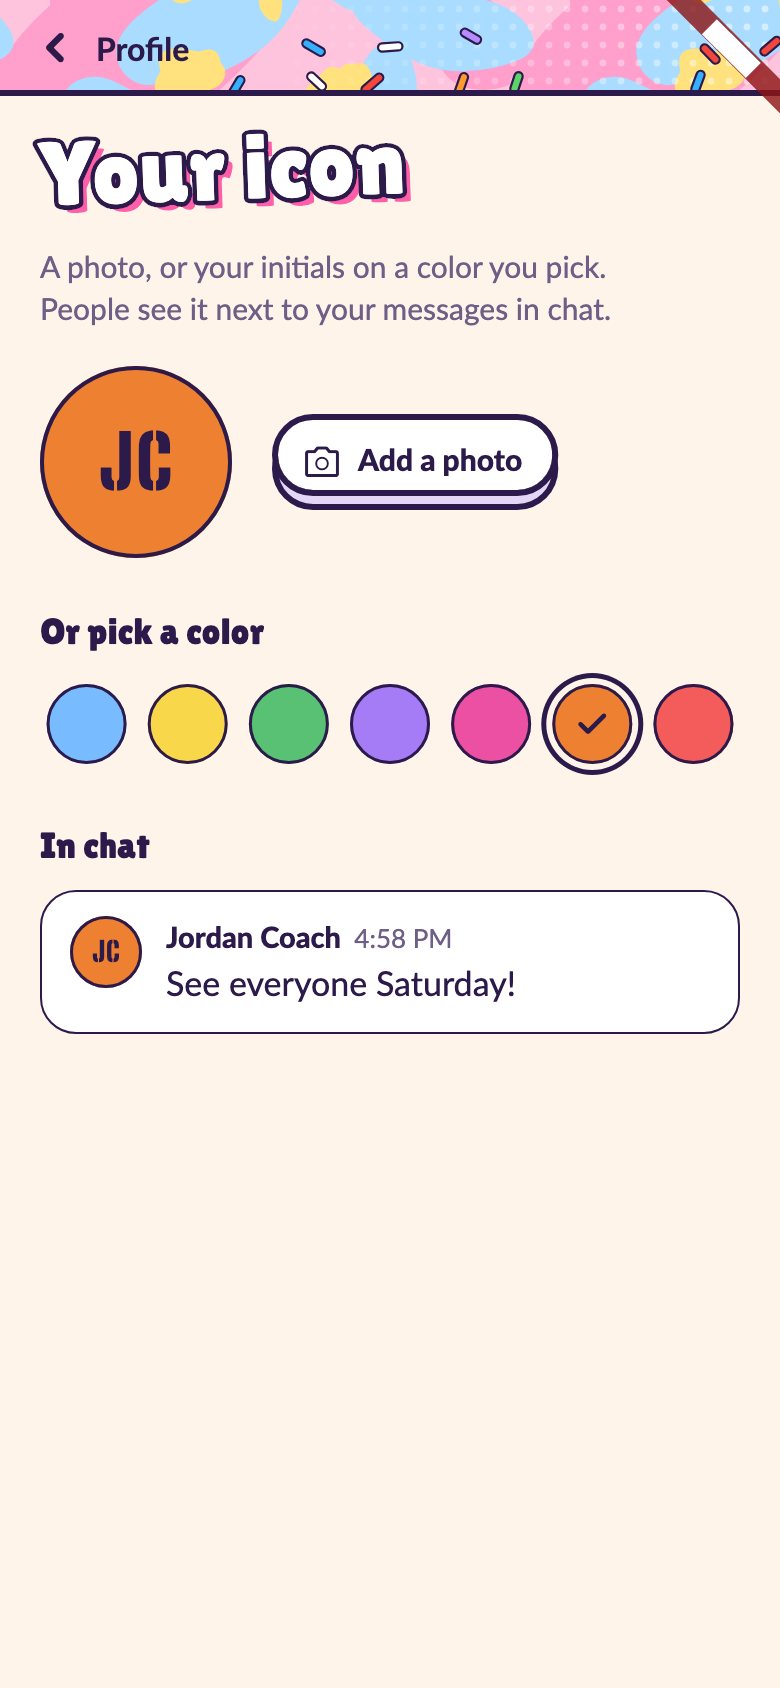 Profile
Your icon
A photo, or your initials on a color you pick.
People see it next to your messages in chat.
JC
Add a photo
Or pick a color
In chat
JC
Jordan Coach 4:58 PM
See everyone Saturday!